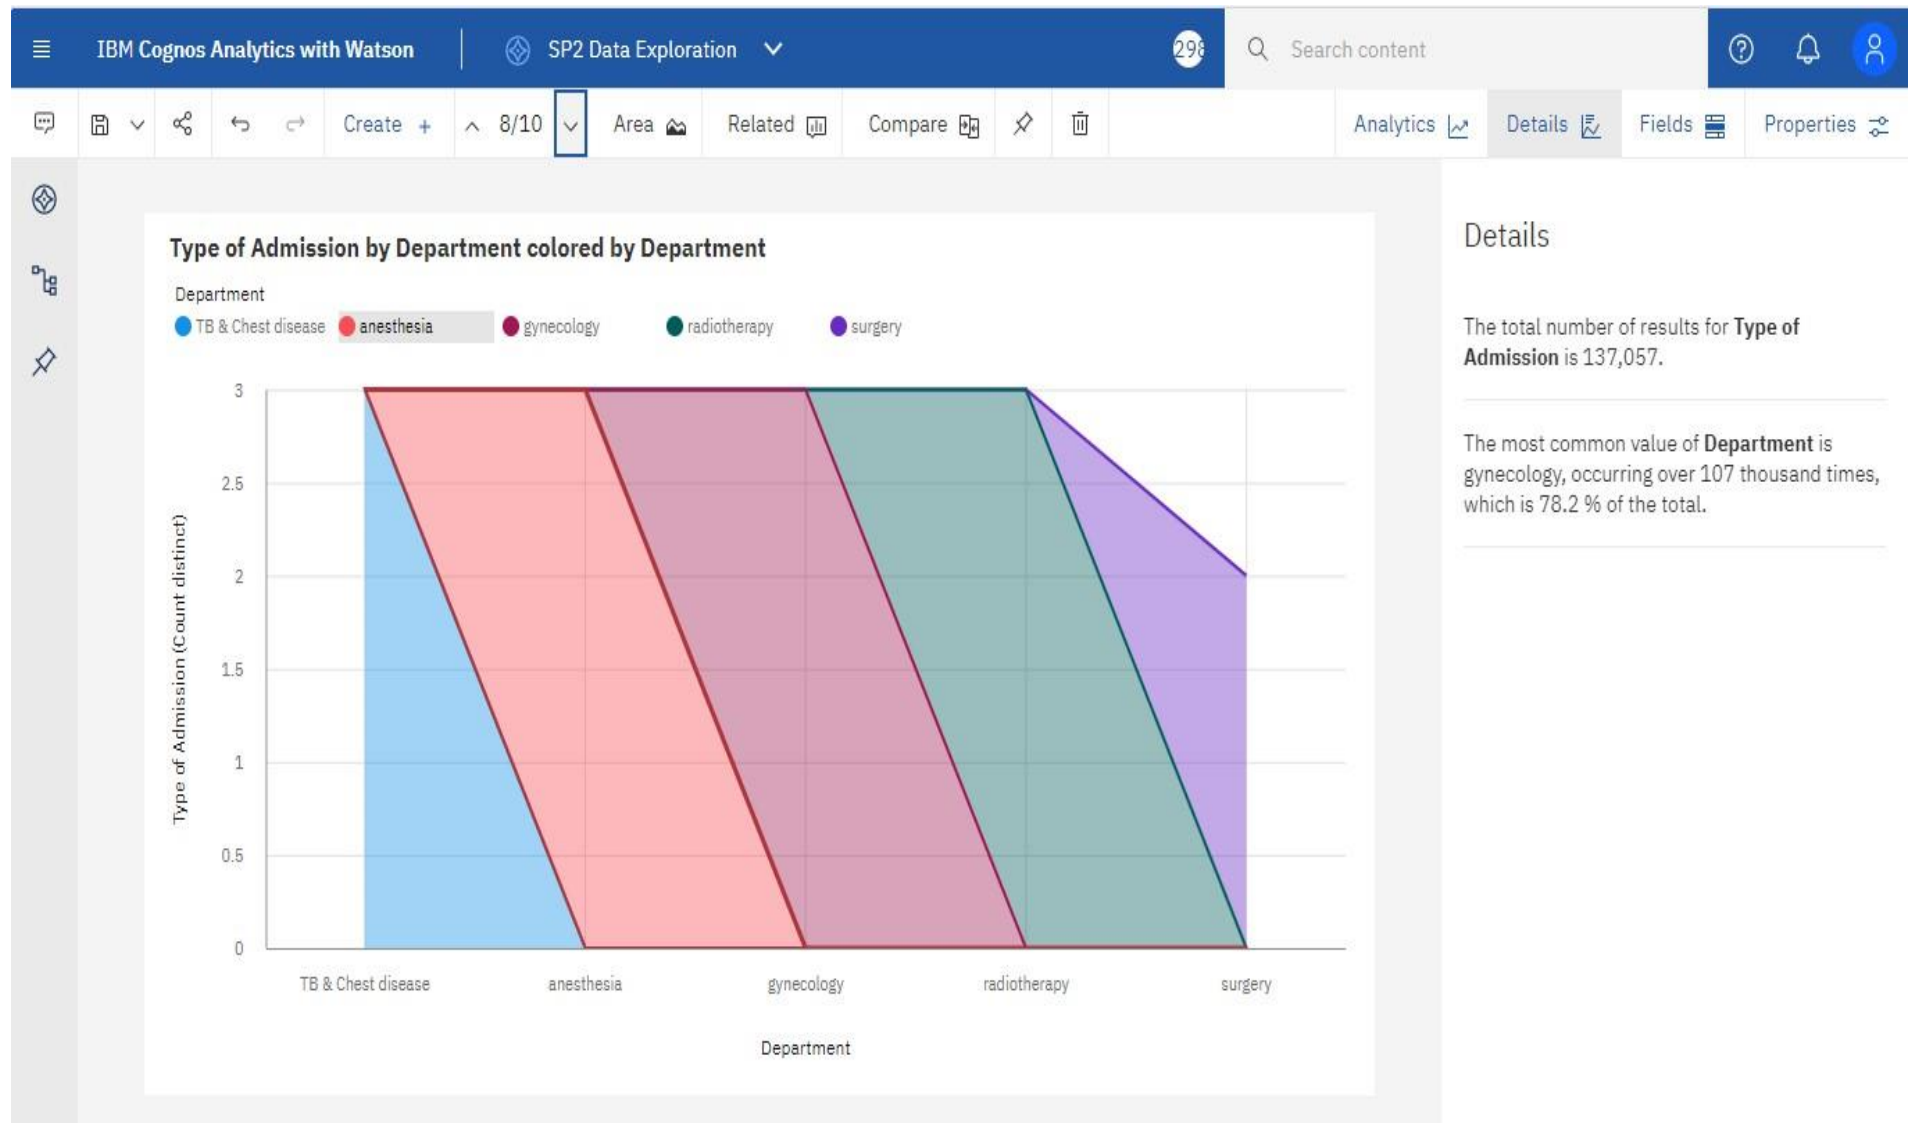 IBM Cognos Analytics with Watson
SP2 Data Exploration
298
Search content
Create +
8/10
Area
Related
Compare
Analytics
Details
Fields
Properties
Type of Admission by Department colored by Department
Department
TB & Chest disease
anesthesia
gynecology
radiotherapy
surgery
3
2.5
2
1.5
1
0.5
0
Type of Admission (Count distinct)
TB & Chest disease
anesthesia
gynecology
radiotherapy
surgery
Department
Details
The total number of results for Type of
Admission is 137,057.
The most common value of Department is
gynecology, occurring over 107 thousand times,
which is 78.2 % of the total.